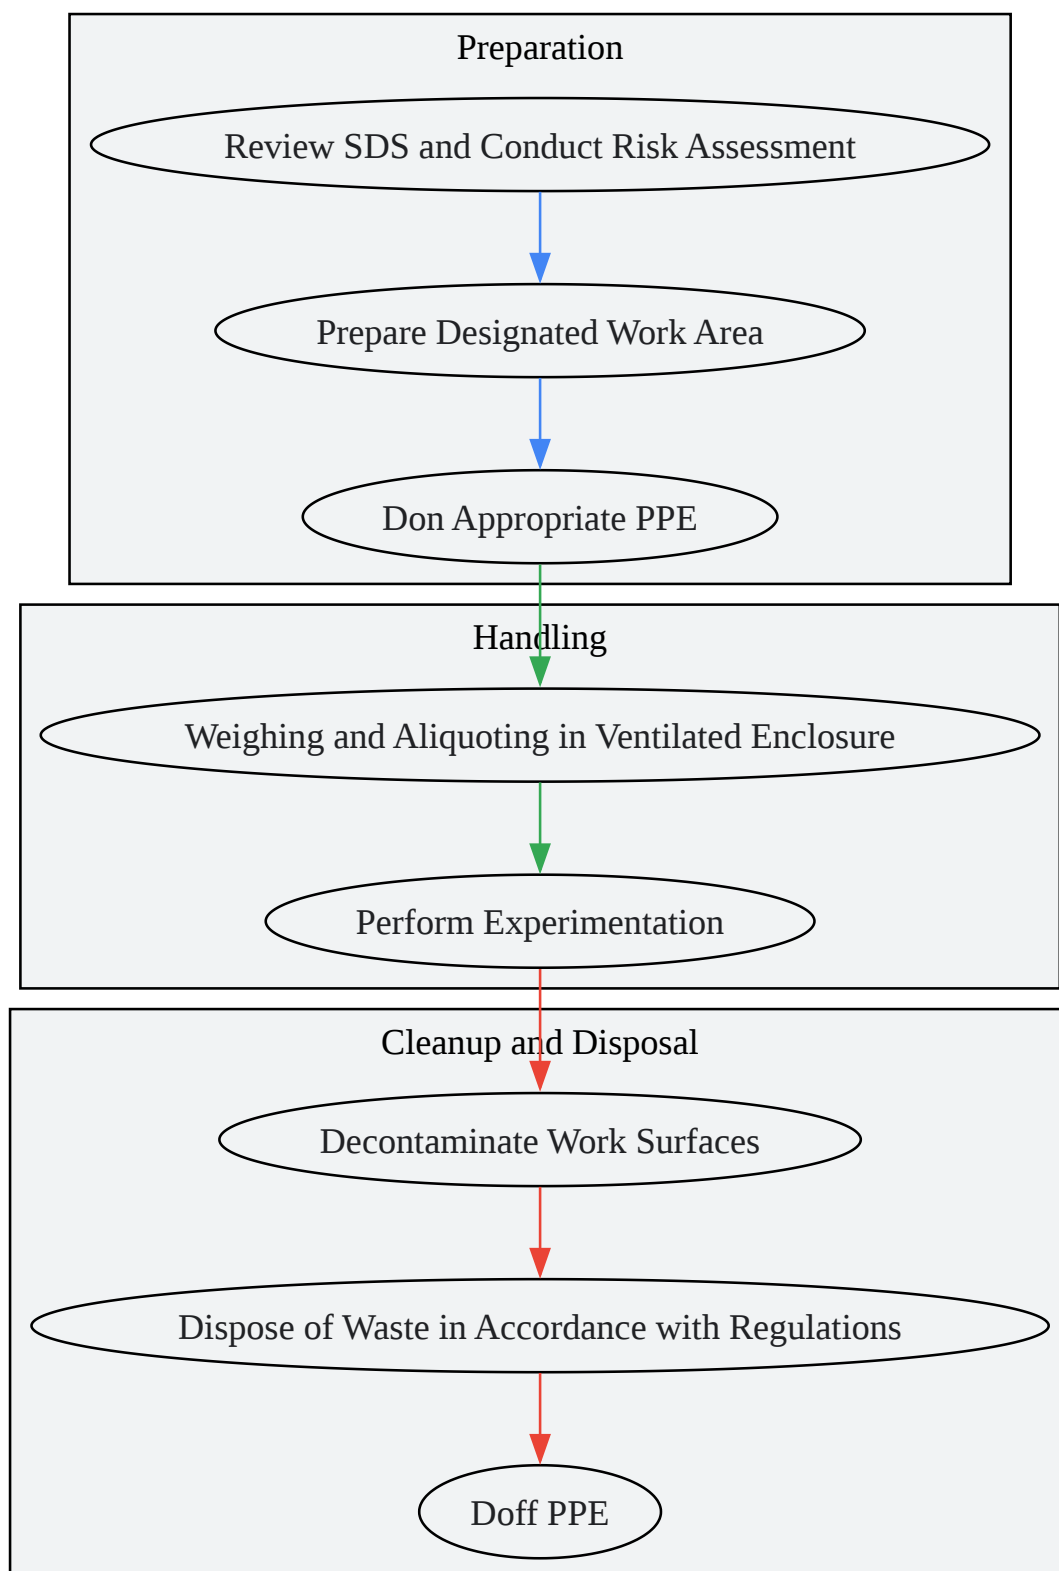 Preparation
Review SDS and Conduct Risk Assessment
Prepare Designated Work Area
Don Appropriate PPE
Handling
Weighing and Aliquoting in Ventilated Enclosure
Perform Experimentation
Cleanup and Disposal
Decontaminate Work Surfaces
Dispose of Waste in Accordance with Regulations
Doff PPE